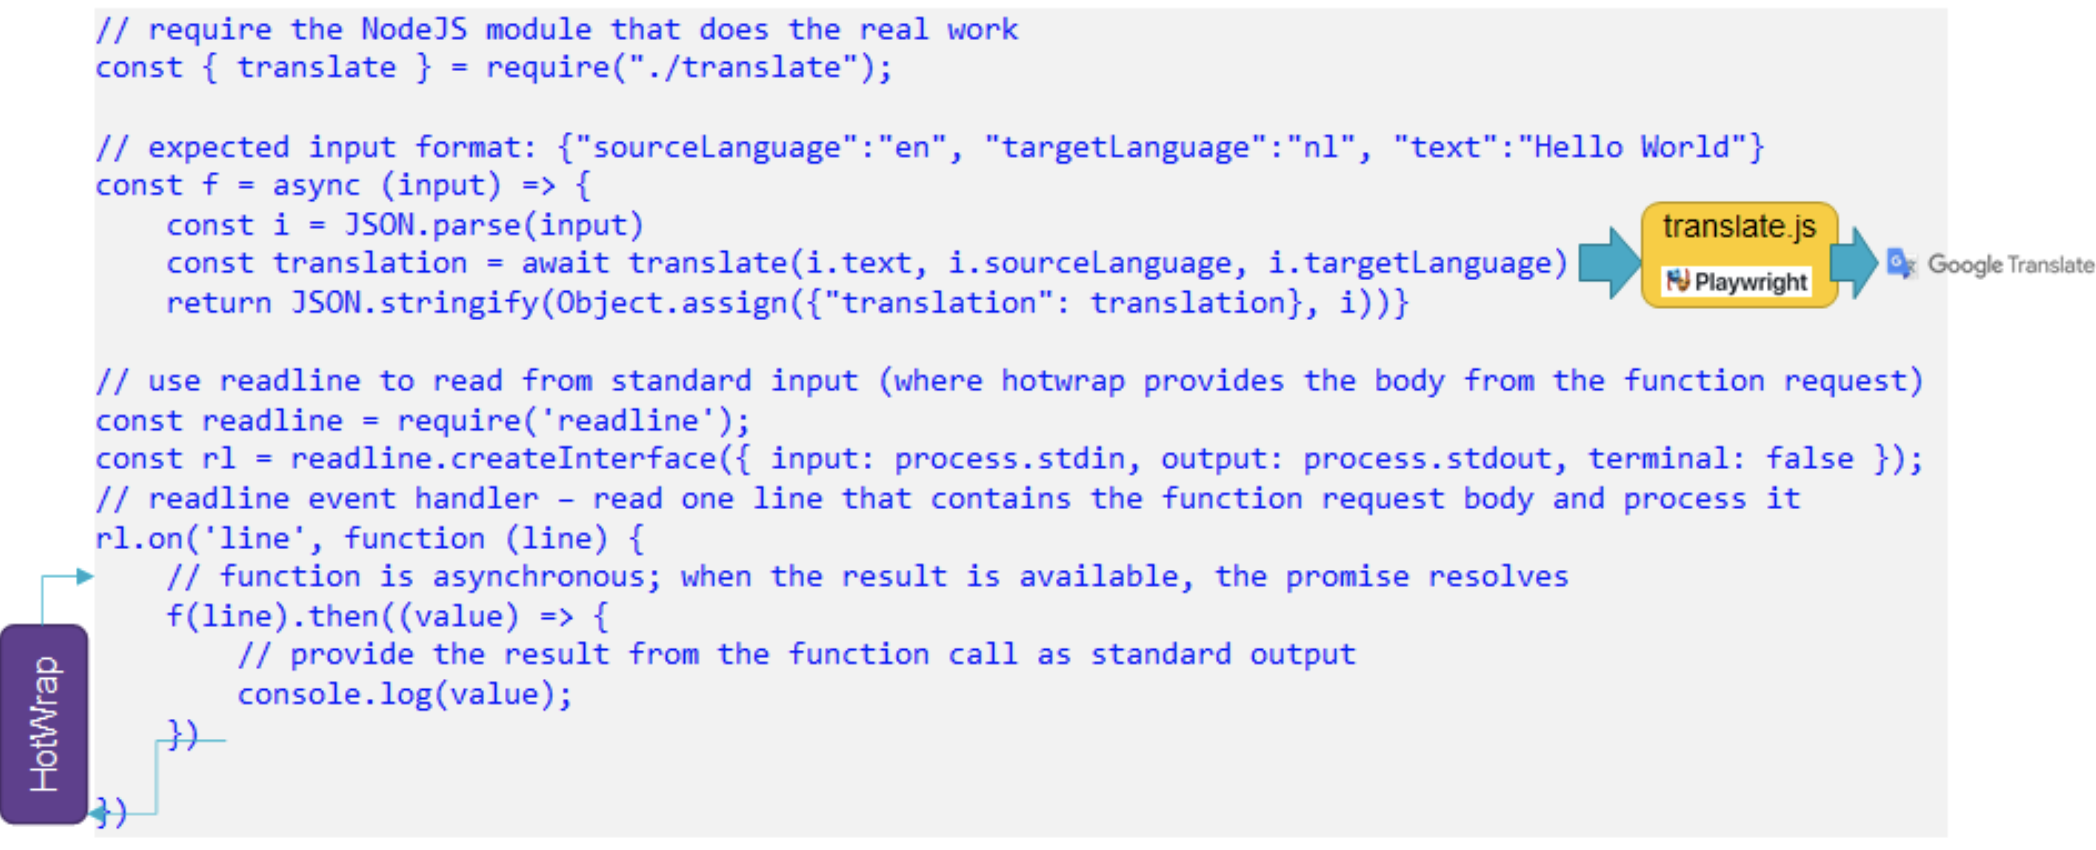 // require the NodeJS module that does the real work
const { translate } = require("./translate");
// expected input format: {"sourceLanguage":"en", "targetLanguage":"nl", "text":"Hello World"}
const f = async (input) => {
    const i = JSON.parse(input)
    const translation = await translate(i.text, i.sourceLanguage, i.targetLanguage)
    return JSON.stringify(Object.assign({"translation": translation}, i))}
translate.js
Playwright
Google Translate
// use readline to read from standard input (where hotwrap provides the body from the function request)
const readline = require('readline');
const rl = readline.createInterface({ input: process.stdin, output: process.stdout, terminal: false });
// readline event handler – read one line that contains the function request body and process it
rl.on('line', function (line) {
    // function is asynchronous; when the result is available, the promise resolves
    f(line).then((value) => {
        // provide the result from the function call as standard output
        console.log(value);
    })
})
HotWrap